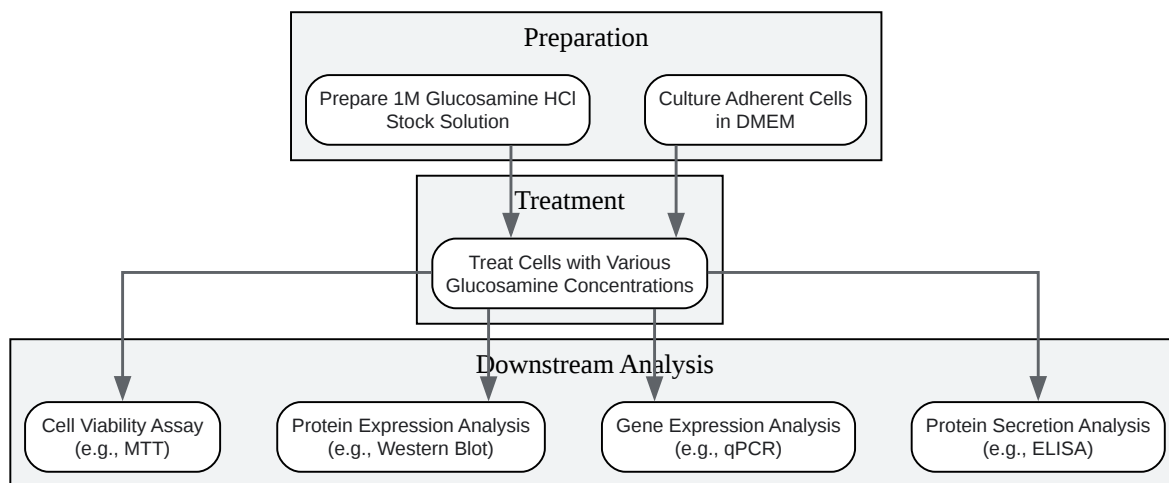 Preparation
Prepare 1M Glucosamine HCl
Stock Solution
Culture Adherent Cells
in DMEM
Treatment
Treat Cells with Various
Glucosamine Concentrations
Downstream Analysis
Cell Viability Assay
(e.g., MTT)
Protein Expression Analysis
(e.g., Western Blot)
Gene Expression Analysis
(e.g., qPCR)
Protein Secretion Analysis
(e.g., ELISA)